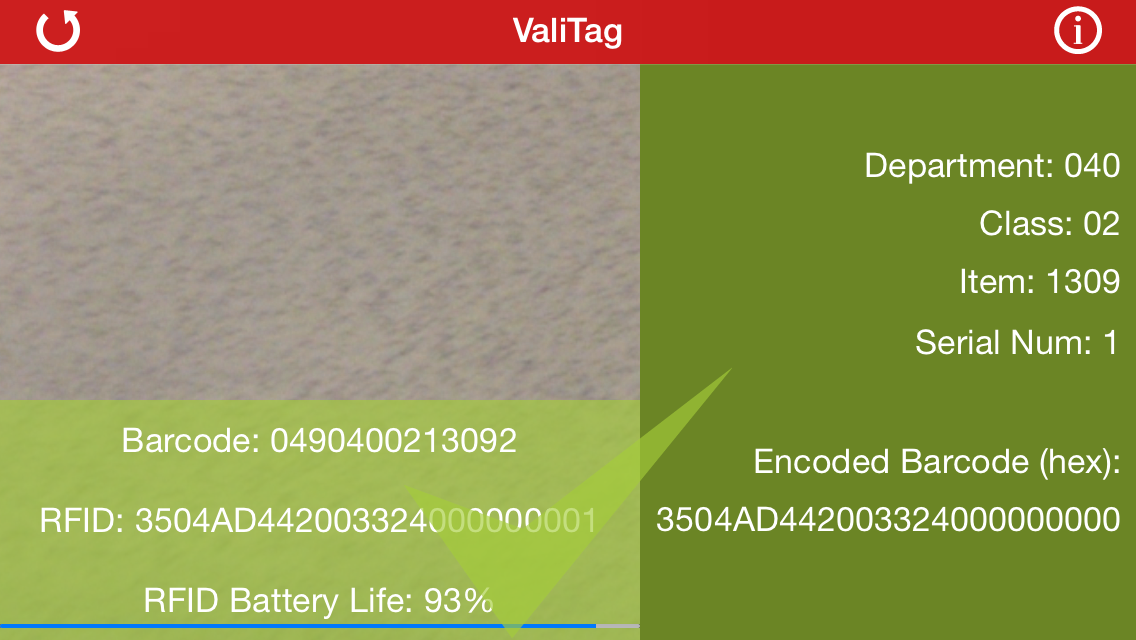 ValiTag
Department: 040
Class: 02
Item: 1309
Serial Num: 1
Barcode: 0490400213092
Encoded Barcode (hex):
RFID: 3504AD442003324000000001
3504AD442003324000000000
RFID Battery Life: 93%